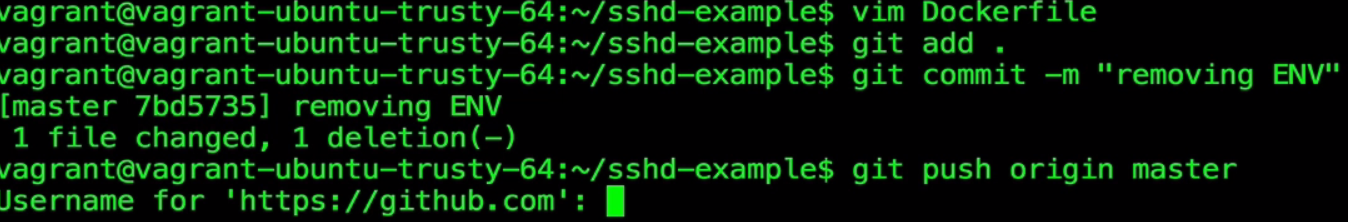 vagrant@vagrant-ubuntu-trusty-64:~/sshd-example$ vim Dockerfile
vagrant@vagrant-ubuntu-trusty-64:~/sshd-example$ git add .
vagrant@vagrant-ubuntu-trusty-64:~/sshd-example$ git commit -m "removing ENV"
[master 7bd5735] removing ENV
 1 file changed, 1 deletion(-)
vagrant@vagrant-ubuntu-trusty-64:~/sshd-example$ git push origin master
Username for 'https://github.com':